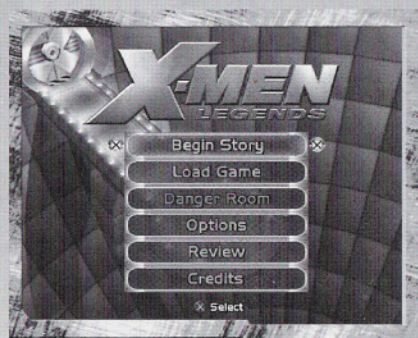 X-MEN
LEGENDS
Begin Story
Load Game
Danger Room
Options
Review
Credits
Select